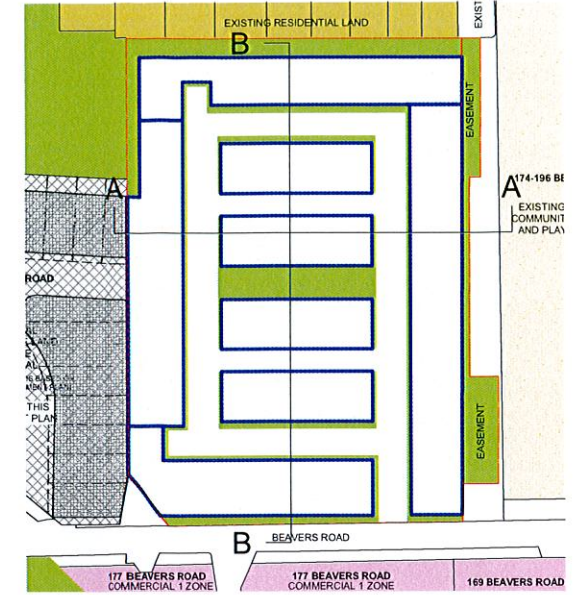 EXISTING RESIDENTIAL LAND
EXIST
B
EASEMENT
A
A
174-196 BE
EXISTING
COMMUNIT
AND PLAY
ROAD
THIS
PLAN
EASEMENT
B
BEAVERS ROAD
177 BEAVERS ROAD
COMMERCIAL 1 ZONE
177 BEAVERS ROAD
COMMERCIAL 1 ZONE
169 BEAVERS ROAD